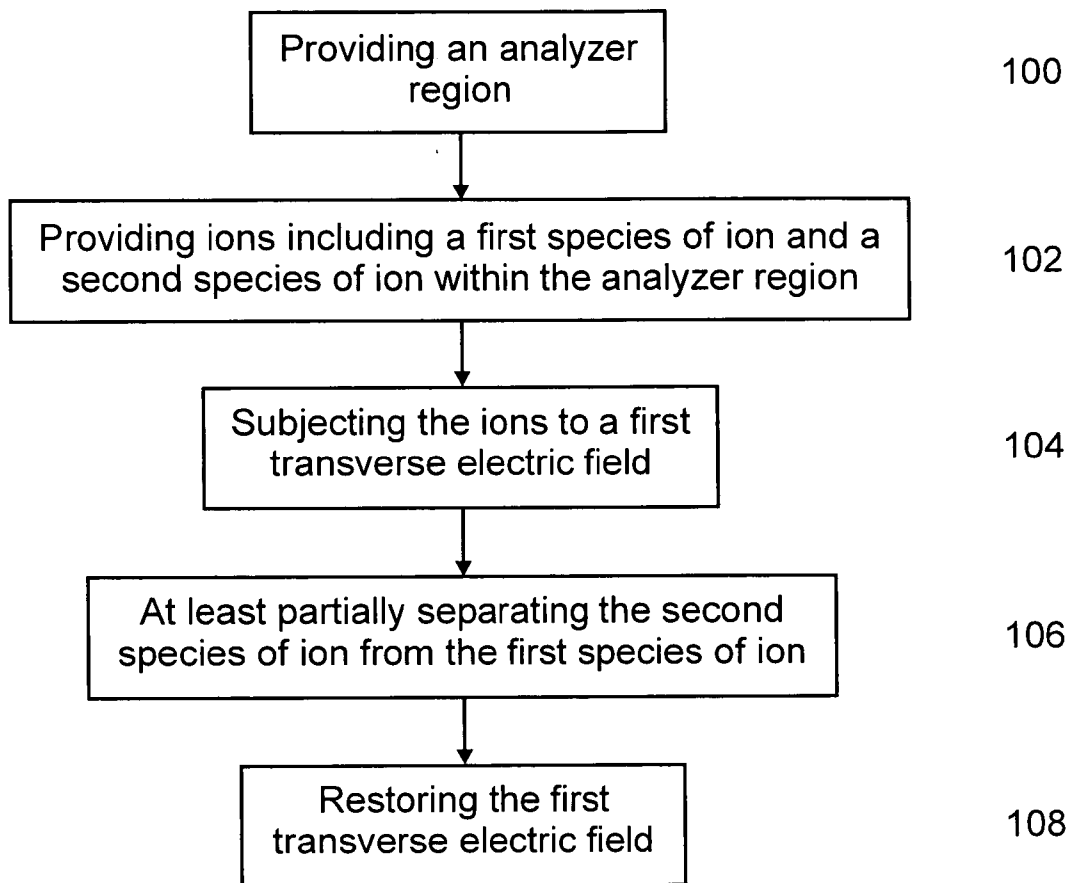 Providing an analyzer
region
100
Providing ions including a first species of ion and a
second species of ion within the analyzer region
102
Subjecting the ions to a first
transverse electric field
104
At least partially separating the second
species of ion from the first species of ion
106
Restoring the first
transverse electric field
108